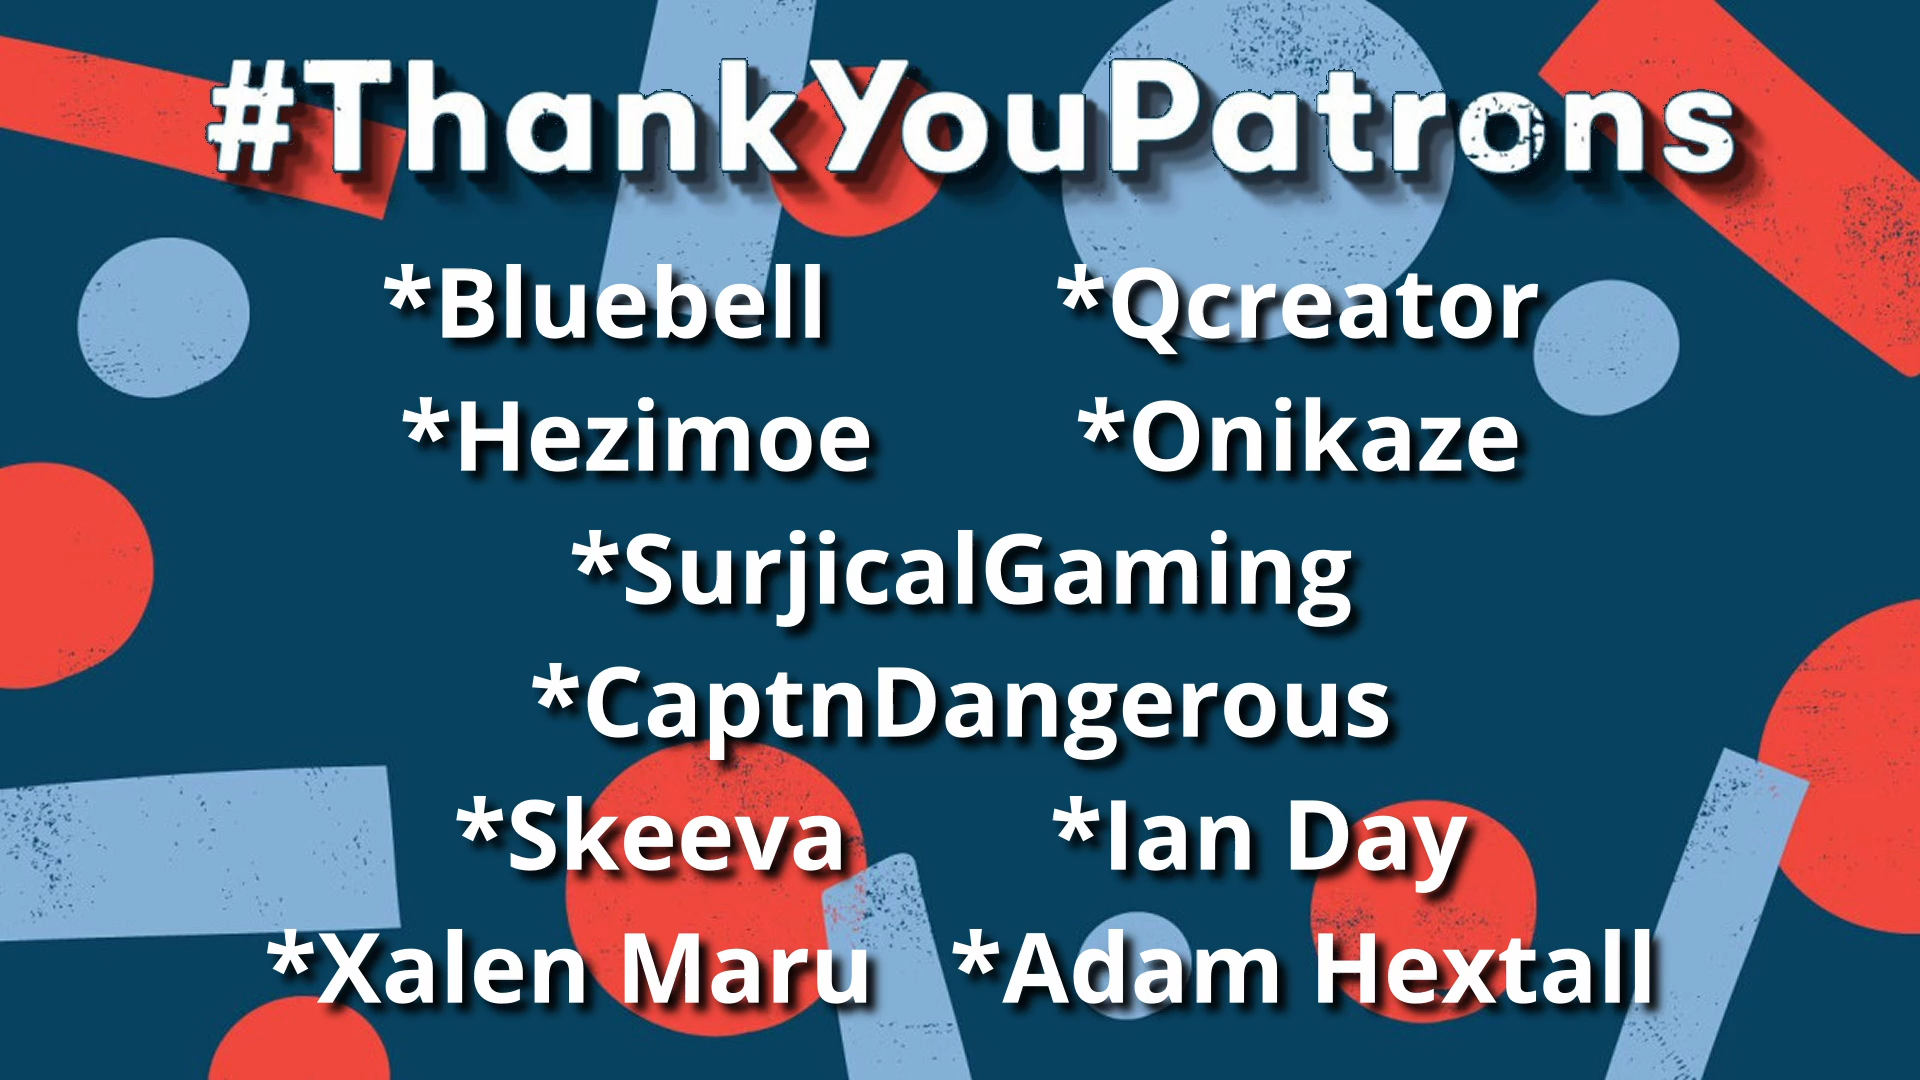 #ThankYouPatrons
*Bluebell *Qcreator
*Hezimoe *Onikaze
*SurjicalGaming
*CaptnDangerous
*Skeeva *Ian Day
*Xalen Maru *Adam Hextall